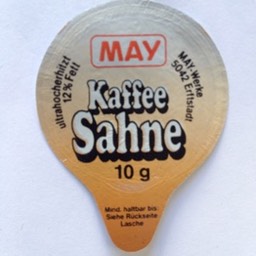 MAY
ultrahocherhitzt
12% Fett
MAY-Werke
5042 Erftstadt
Kaffee
Sahne
10 g
Mind. haltbar bis:
Siehe Rückseite
Lasche